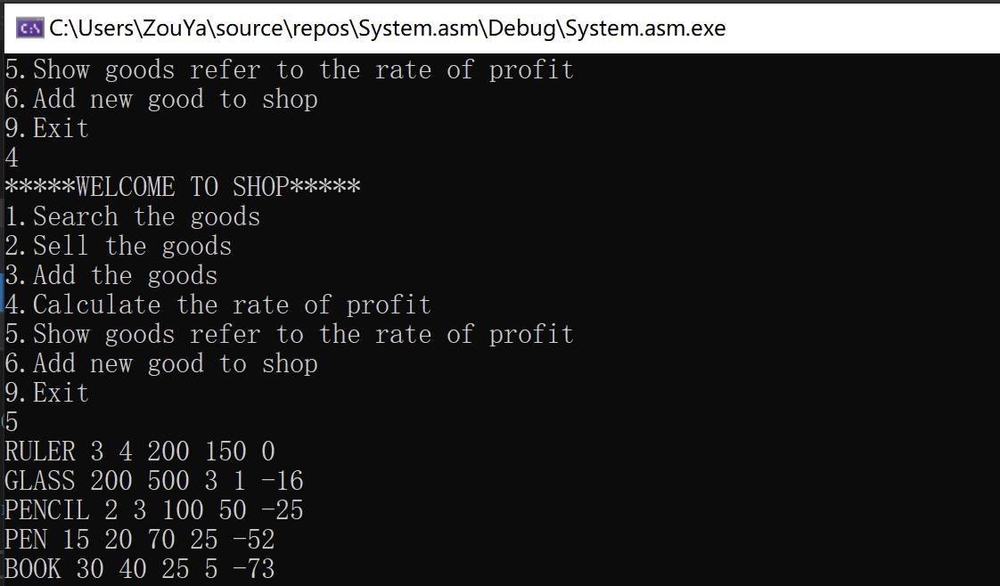 C:\Users\ZouYa\source\repos\System.asm\Debug\System.asm.exe
5.Show goods refer to the rate of profit
6.Add new good to shop
9.Exit
4
*****WELCOME TO SHOP*****
1.Search the goods
2.Sell the goods
3.Add the goods
4.Calculate the rate of profit
5.Show goods refer to the rate of profit
6.Add new good to shop
9.Exit
5
RULER 3 4 200 150 0
GLASS 200 500 3 1 -16
PENCIL 2 3 100 50 -25
PEN 15 20 70 25 -52
BOOK 30 40 25 5 -73